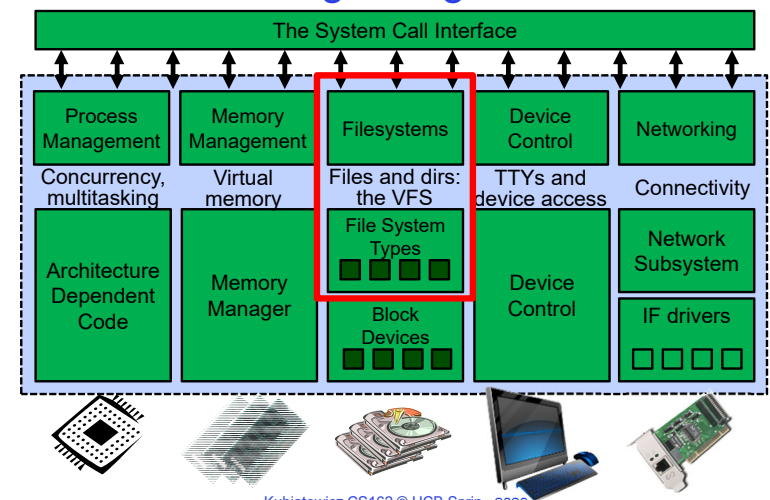 The System Call Interface
Process
Management
Memory
Management
Filesystems
Device
Control
Networking
Concurrency,
multitasking
Virtual
memory
Files and dirs:
the VFS
TTYs and
device access
Connectivity
Architecture
Dependent
Code
Memory
Manager
File System
Types
Block
Devices
Device
Control
Network
Subsystem
IF drivers